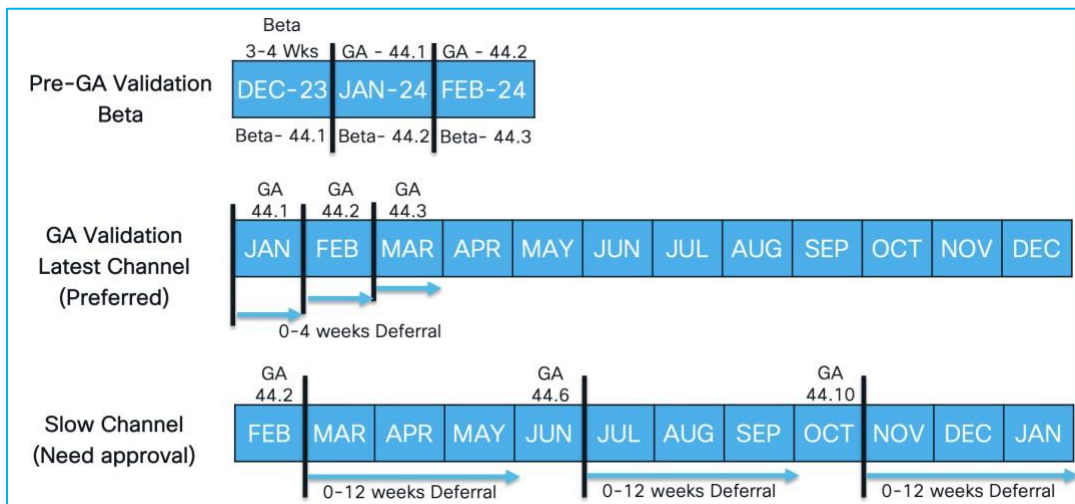 Beta
3-4 Wks GA - 44.1 GA - 44.2
Pre-GA Validation
Beta
DEC-23 JAN-24 FEB-24
Beta- 44.1 Beta- 44.2 Beta- 44.3
GA GA GA
44.1 44.2 44.3
GA Validation
Latest Channel
(Preferred)
JAN FEB MAR APR MAY JUN JUL AUG SEP OCT NOV DEC
0-4 weeks Deferral
GA GA GA
44.2 44.6 44.10
Slow Channel
(Need approval)
FEB MAR APR MAY JUN JUL AUG SEP OCT NOV DEC JAN
0-12 weeks Deferral 0-12 weeks Deferral 0-12 weeks Deferral